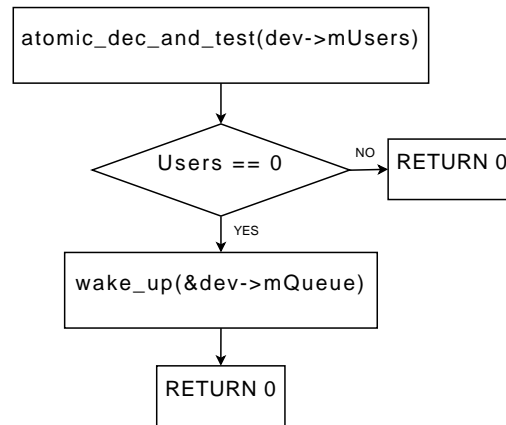 atomic_dec_and_test(dev->mUsers)
Users == 0
NO
RETURN 0
YES
wake_up(&dev->mQueue)
RETURN 0